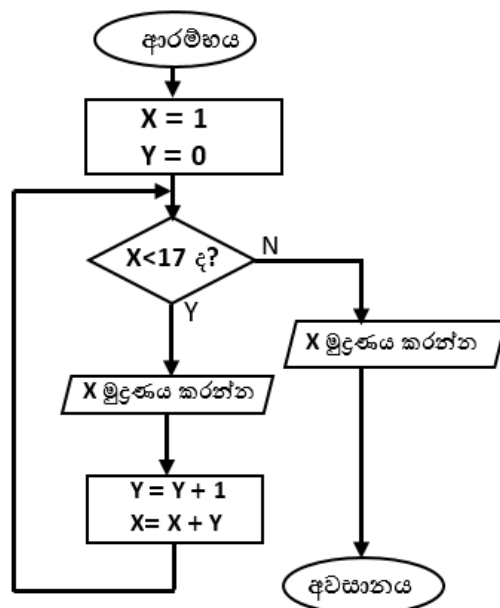 ආරම්භය
X = 1
Y = 0
X<17 ද?
N
Y
X මුද්‍රණය කරන්න
X මුද්‍රණය කරන්න
Y = Y + 1
X= X + Y
අවසානය